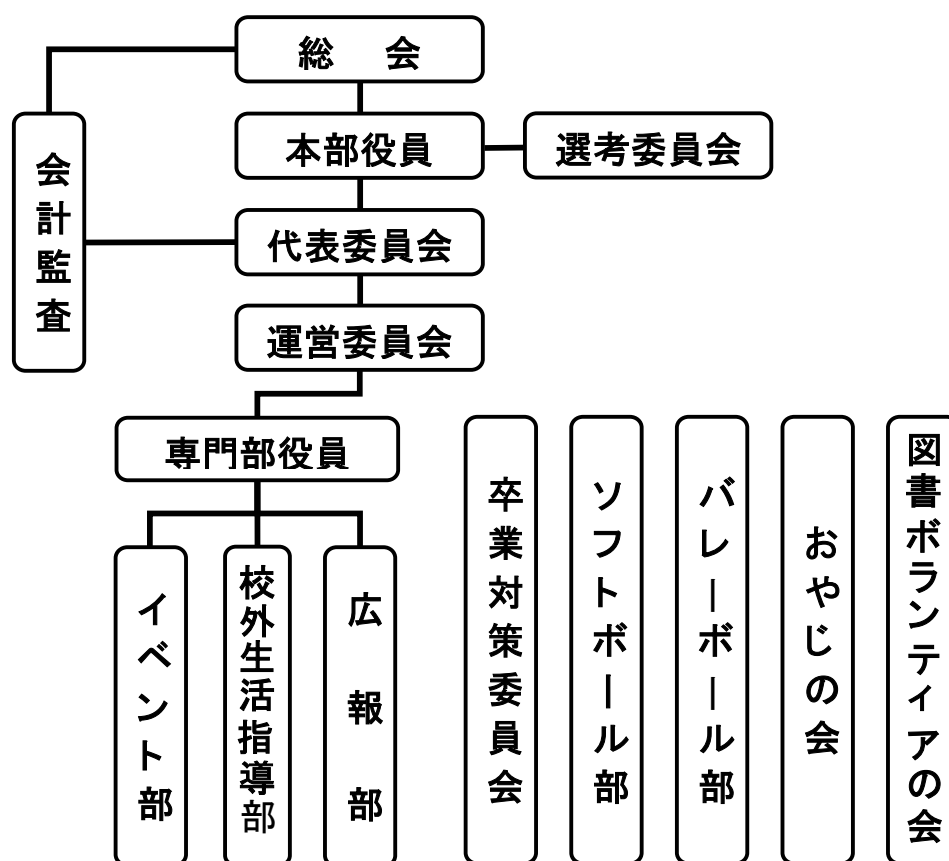 総　会
本部役員
選考委員会
会計監査
代表委員会
運営委員会
専門部役員
イベント部
校外生活指導部
広報部
卒業対策委員会
ソフトボール部
バレーボール部
おやじの会
図書ボランティアの会